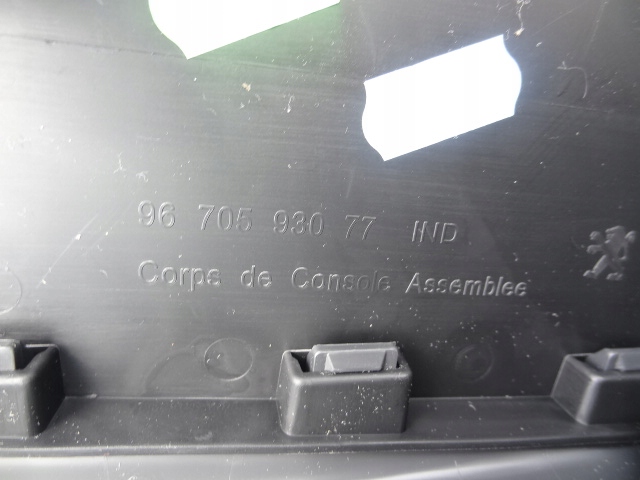 96 705 930 77 IND
Corps de Console Assemblee